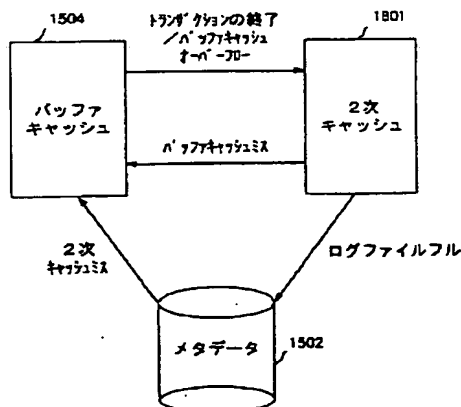 1504
トランザクションの終了
1801
/バッファキャッシュ
オーバーフロー
バッファ
キャッシュ
2次
キャッシュ
バッファキャッシュミス
2次
キャッシュミス
ログファイルフル
メタデータ
1502